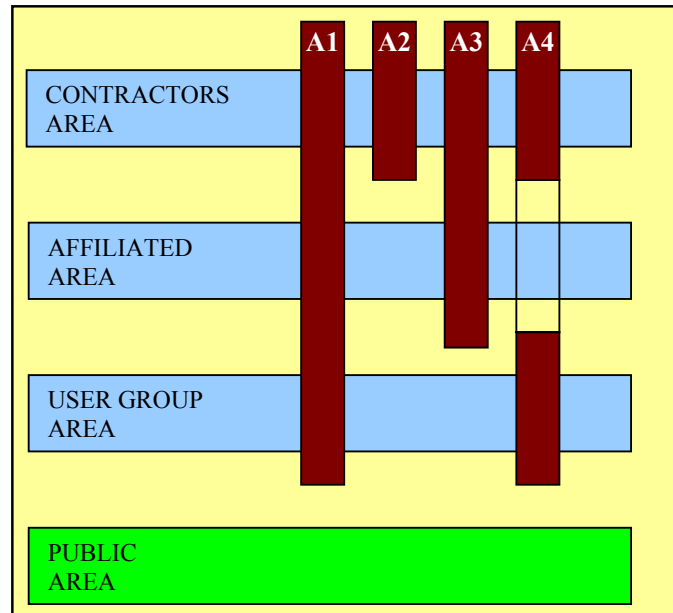 A1 A2 A3 A4
CONTRACTORS
AREA
AFFILIATED
AREA
USER GROUP
AREA
PUBLIC
AREA